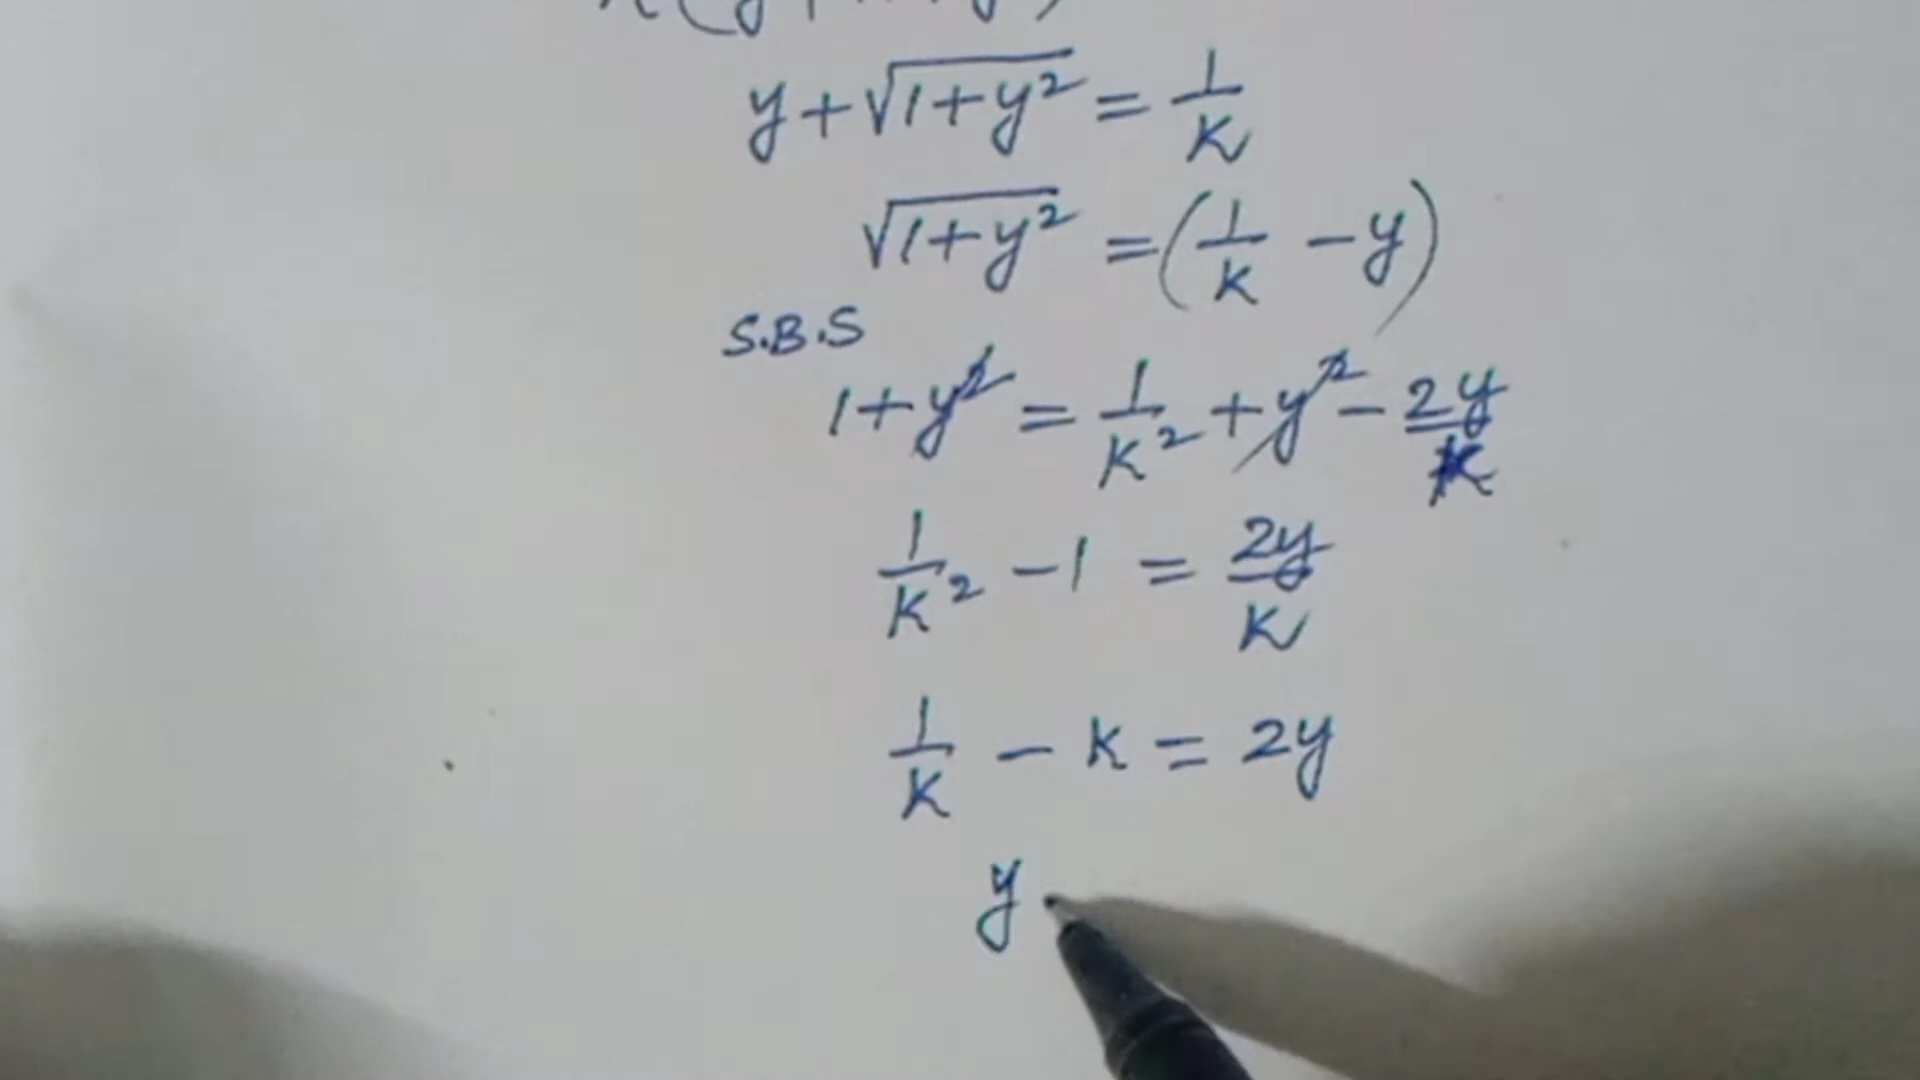 y+√1+y² = 1/K
√1+y² = (1/K - y)
S.B.S
1+y² = 1/K² + y² - 2y/K
1/K² - 1 = 2y/K
1/K - K = 2y
y